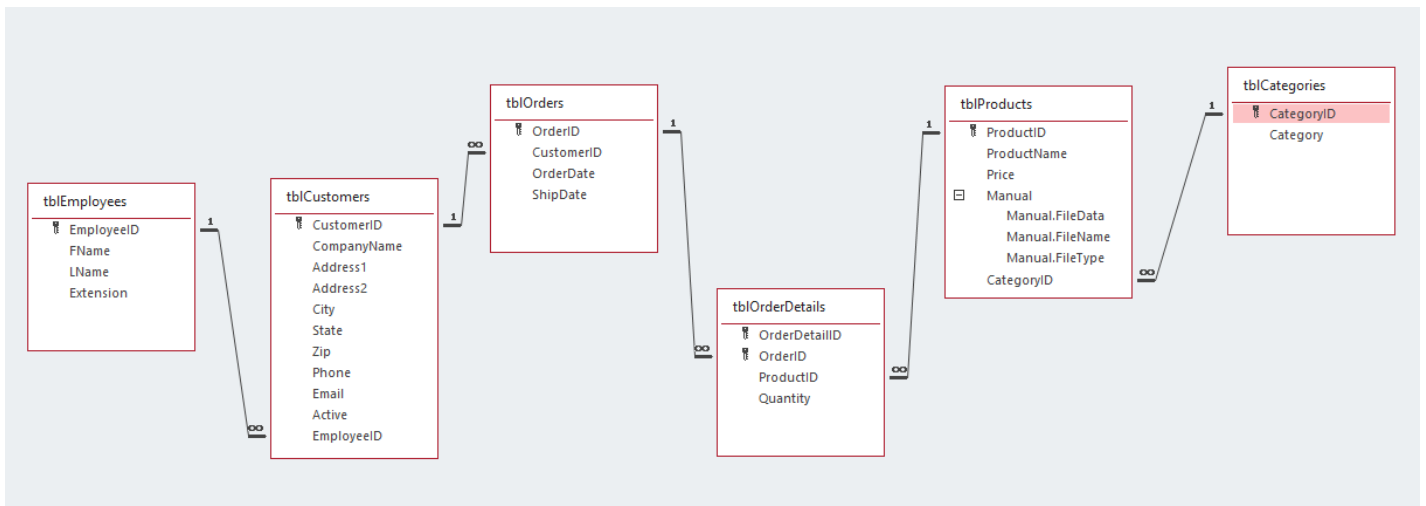 tblEmployees
EmployeeID
FName
LName
Extension
1
∞
tblCustomers
CustomerID
CompanyName
Address1
Address2
City
State
Zip
Phone
Email
Active
EmployeeID
1
∞
tblOrders
OrderID
CustomerID
OrderDate
ShipDate
1
∞
tblOrderDetails
OrderDetailID
OrderID
ProductID
Quantity
∞
1
tblProducts
ProductID
ProductName
Price
Manual
Manual.FileData
Manual.FileName
Manual.FileType
CategoryID
∞
1
tblCategories
CategoryID
Category